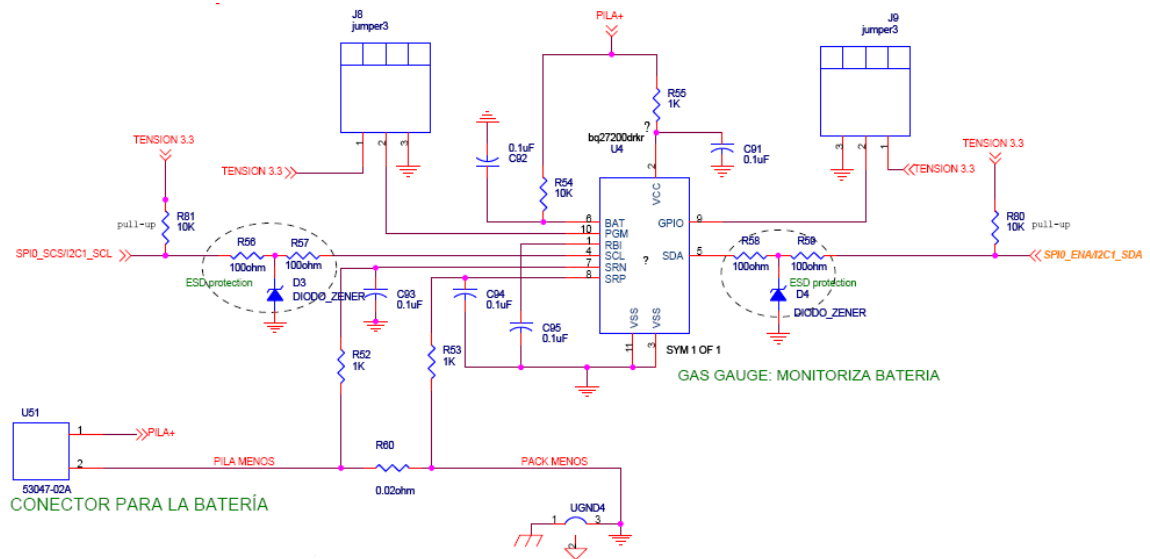 J8
jumper3
1
2
3
PILA+
J9
jumper3
3
2
1
R55
1K
bq27200drkr
?
U4
0.1uF
C92
C91
0.1uF
TENSION 3.3
TENSION 3.3
TENSION 3.3
TENSION 3.3
R54
10K
2
VCC
pull-up
R81
10K
6
BAT
10
PGM
1
RBI
4
SCL
7
SRN
8
SRP
GPIO
9
SDA
5
?
R80
10K
pull-up
SPI0_SCS/I2C1_SCL
R56
100ohm
R57
100ohm
ESD protection
D3
DIODO_ZENER
R58
100ohm
R59
100ohm
ESD protection
D4
DIODO_ZENER
SPI0_ENA/I2C1_SDA
C93
0.1uF
C94
0.1uF
C95
0.1uF
VSS
VSS
11
3
SYM 1 OF 1
R52
1K
R53
1K
GAS GAUGE: MONITORIZA BATERIA
U51
1
PILA+
2
53047-02A
PILA MENOS
R60
0.02ohm
PACK MENOS
CONECTOR PARA LA BATERÍA
UGND4
1
3
2